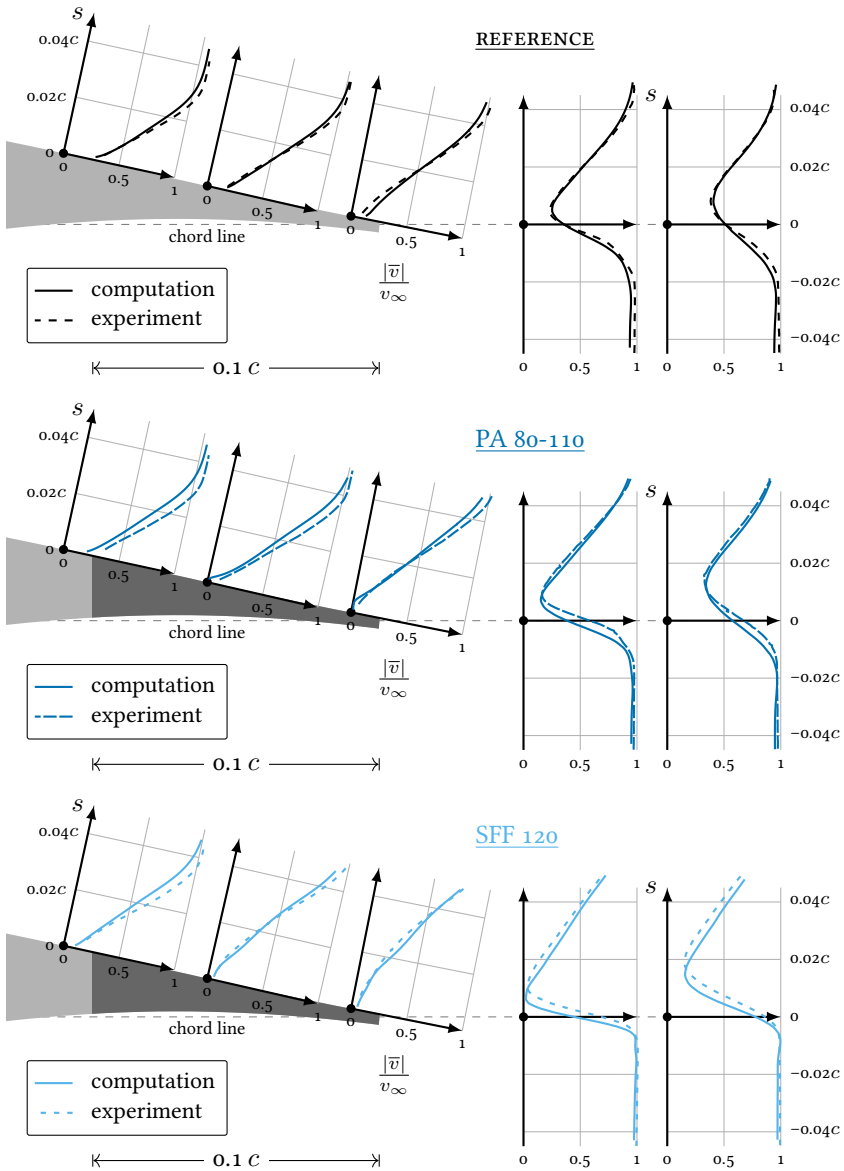 REFERENCE
s
0.04c
0.02c
0
0
0.5
1
0
0.5
1
0
0.5
1
chord line
|v̅|
v∞
computation
experiment
0.1 c
s
0.04c
0.02c
0
−0.02c
−0.04c
0
0.5
1
0
0.5
1
PA 80-110
s
0.04c
0.02c
0
0
0.5
1
0
0.5
1
0
0.5
1
chord line
|v̅|
v∞
computation
experiment
0.1 c
s
0.04c
0.02c
0
−0.02c
−0.04c
0
0.5
1
0
0.5
1
SFF 120
s
0.04c
0.02c
0
0
0.5
1
0
0.5
1
0
0.5
1
chord line
|v̅|
v∞
computation
experiment
0.1 c
s
0.04c
0.02c
0
−0.02c
−0.04c
0
0.5
1
0
0.5
1